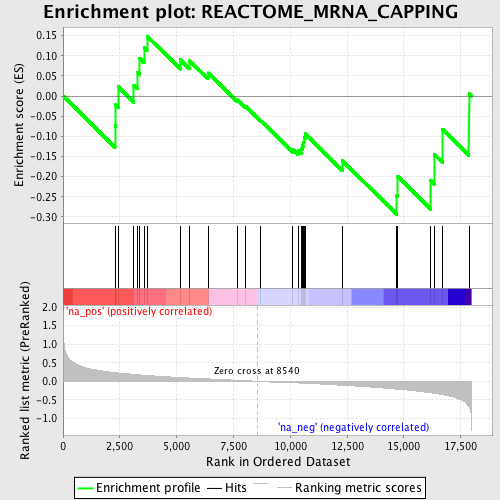 Enrichment plot: REACTOME_MRNA_CAPPING
Enrichment score (ES)
0.15
0.10
0.05
0.00
-0.05
-0.10
-0.15
-0.20
-0.25
-0.30
'na_pos' (positively correlated)
Ranked list metric (PreRanked)
2.0
1.5
1.0
0.5
0.0
-0.5
-1.0
Zero cross at 8540
'na_neg' (negatively correlated)
0
2,500
5,000
7,500
10,000
12,500
15,000
17,500
Rank in Ordered Dataset
Enrichment profile
Hits
Ranking metric scores